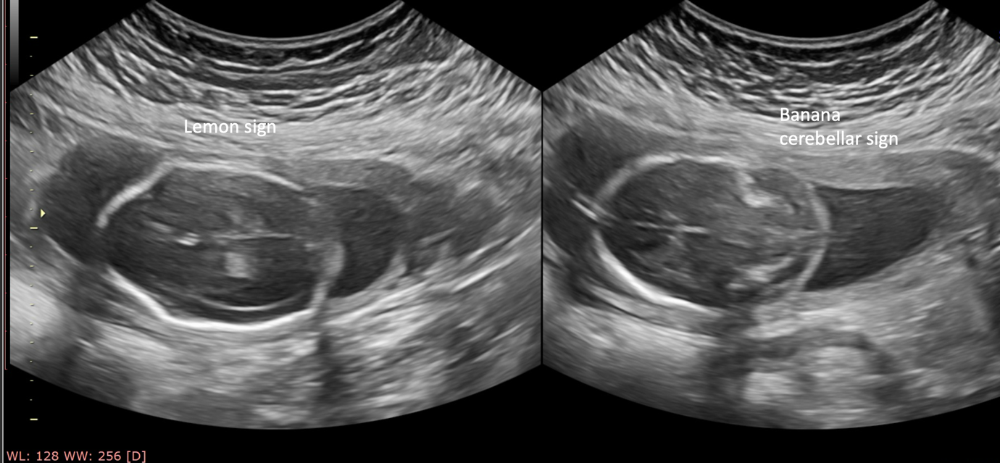 Lemon sign
Banana
cerebellar sign
WL: 128 WW: 256 [D]